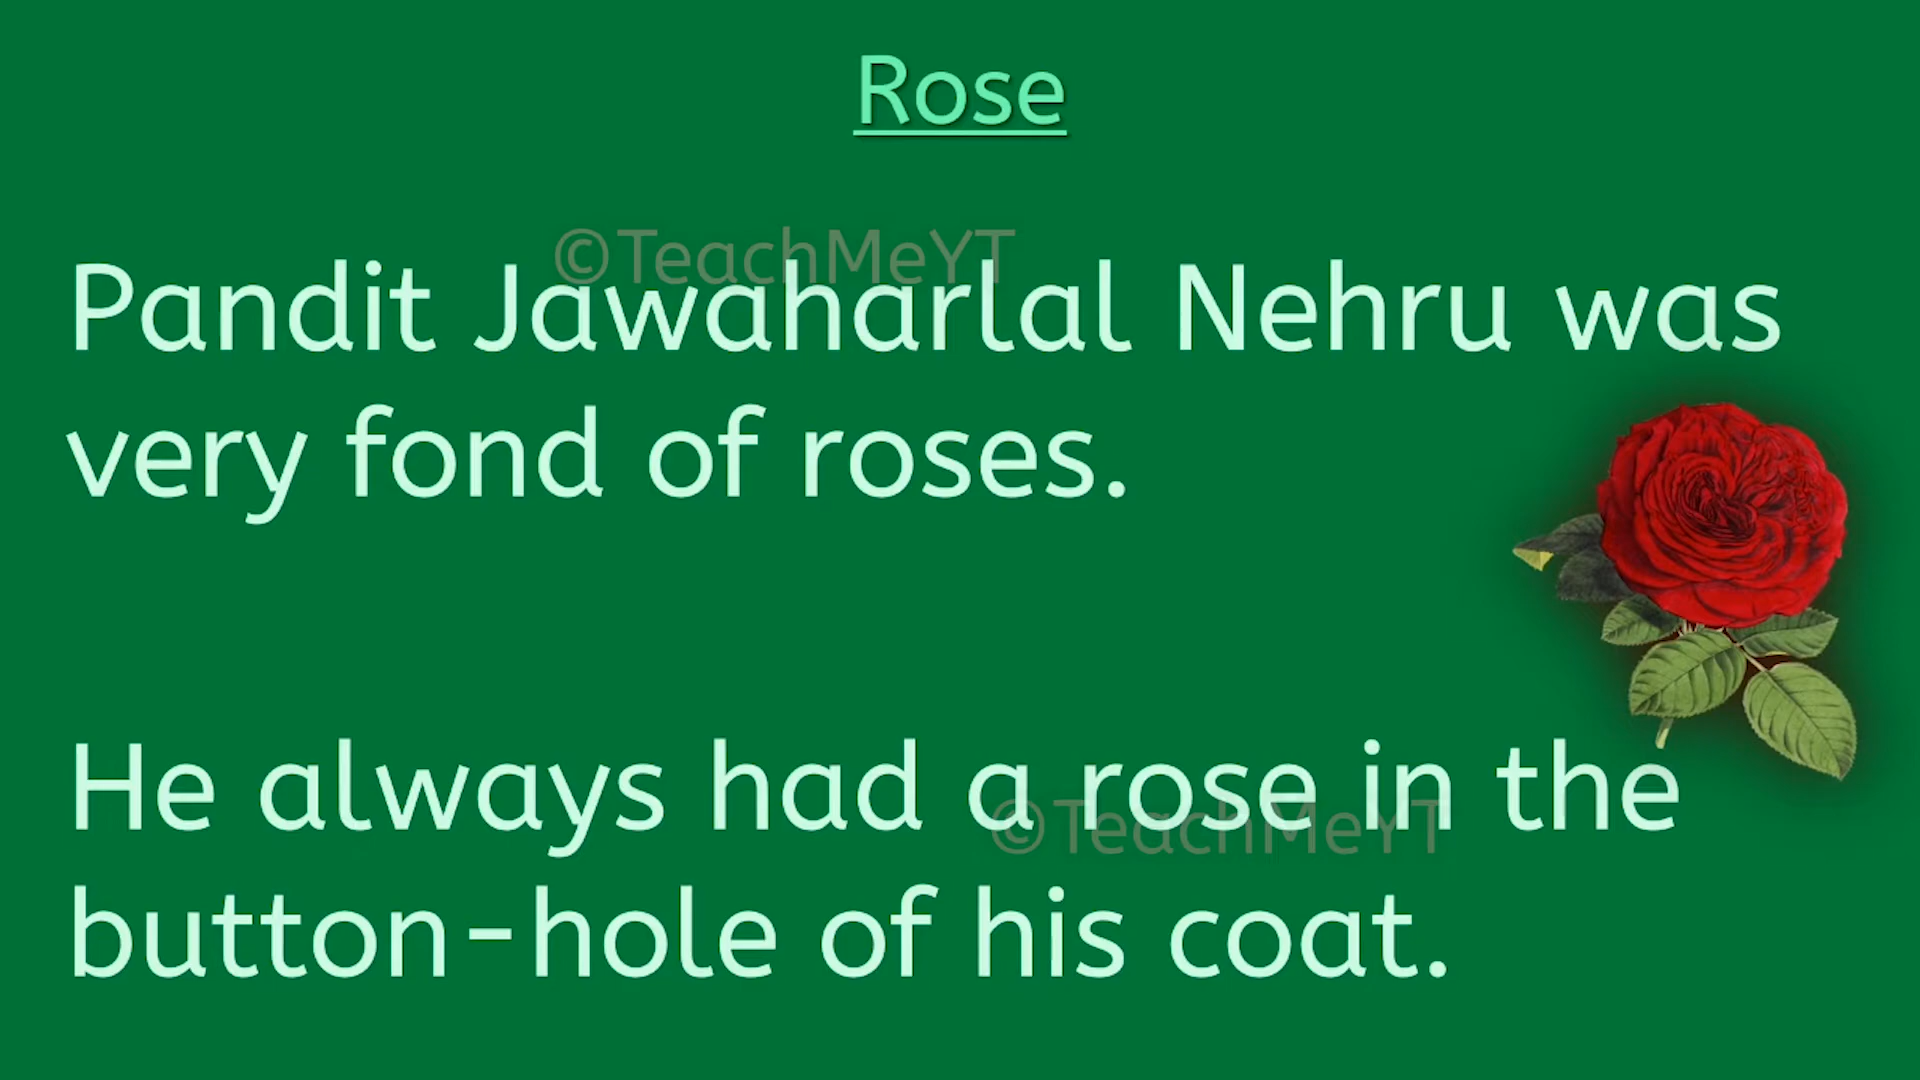 Rose
©TeachMeYT
Pandit Jawaharlal Nehru was
very fond of roses.
He always had a rose in the
©TeachMeYT
button-hole of his coat.